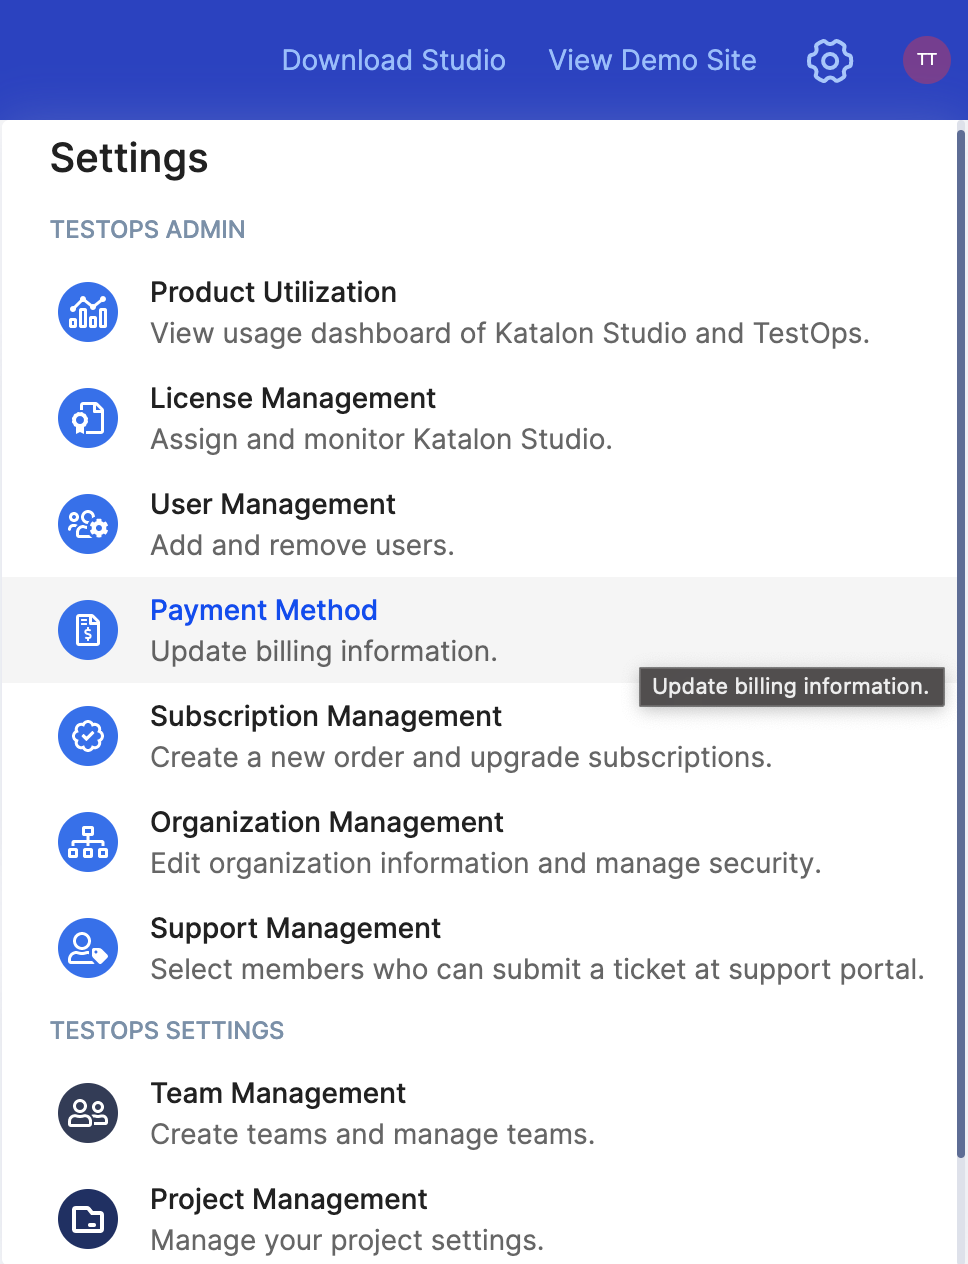 Download Studio View Demo Site TT
Settings
TESTOPS ADMIN
Product Utilization
View usage dashboard of Katalon Studio and TestOps.
License Management
Assign and monitor Katalon Studio.
User Management
Add and remove users.
Payment Method
Update billing information.
Update billing information.
Subscription Management
Create a new order and upgrade subscriptions.
Organization Management
Edit organization information and manage security.
Support Management
Select members who can submit a ticket at support portal.
TESTOPS SETTINGS
Team Management
Create teams and manage teams.
Project Management
Manage your project settings.